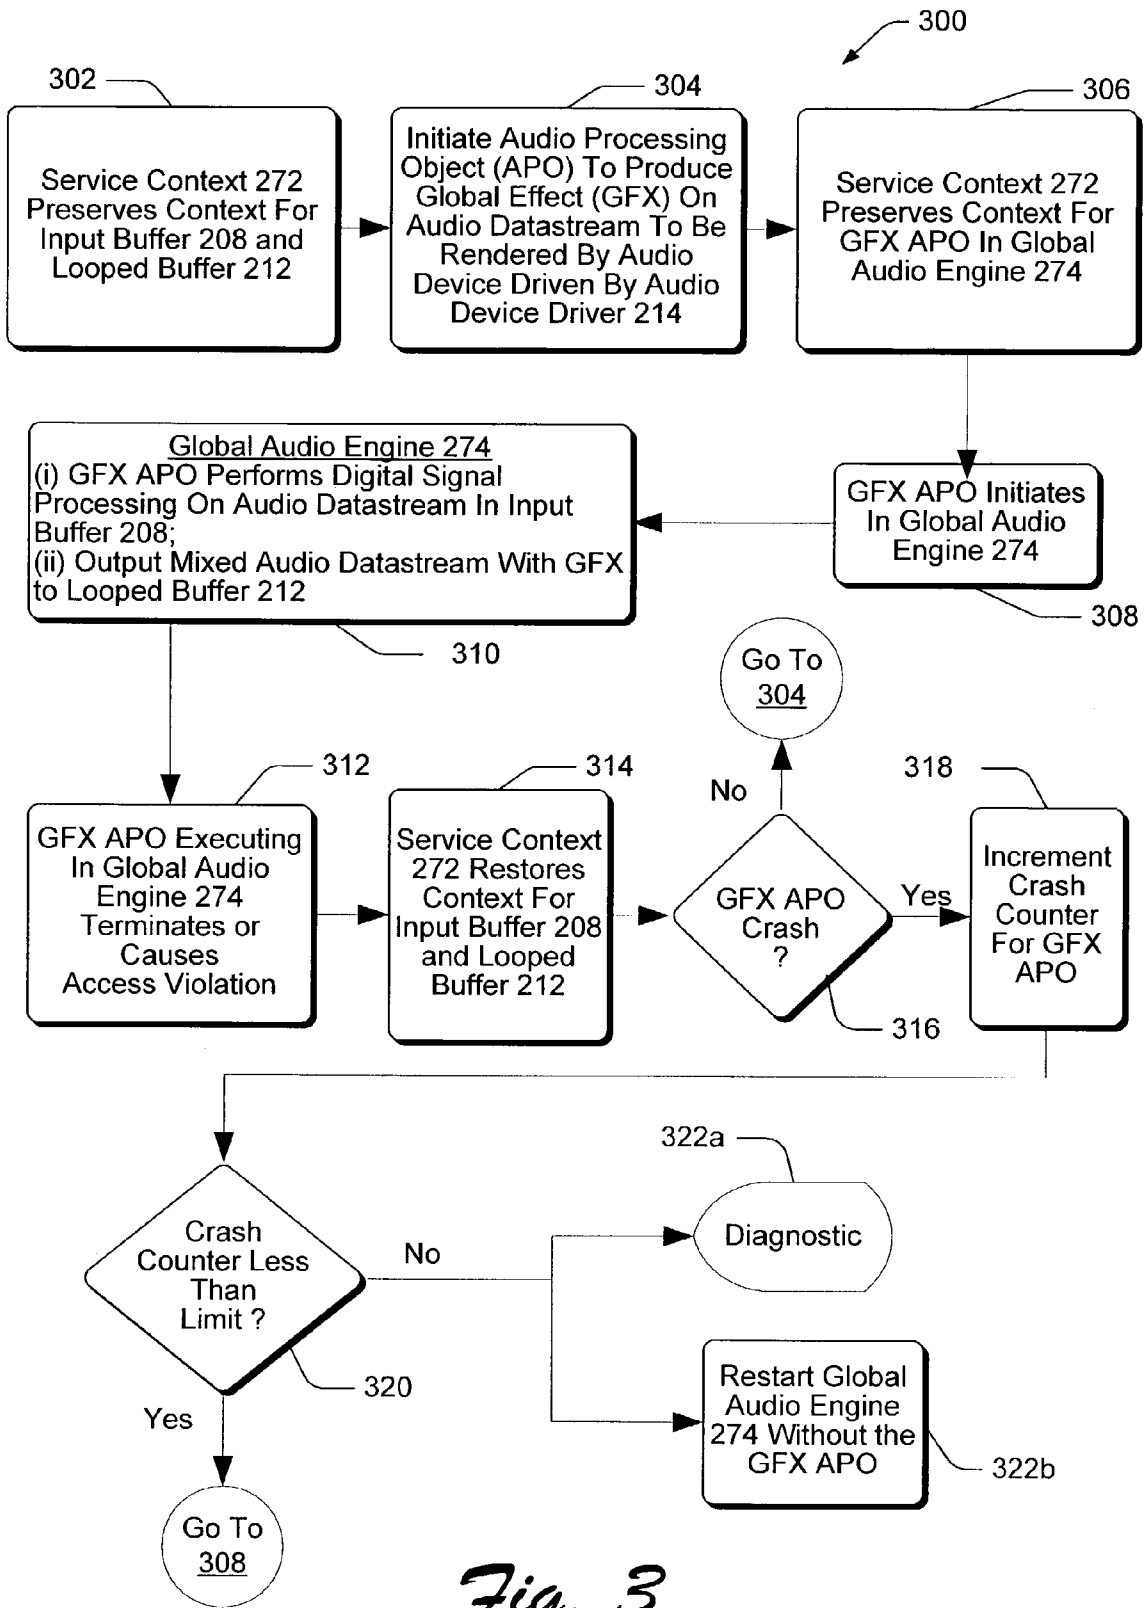 300
302
304
306
Service Context 272
Preserves Context For
Input Buffer 208 and
Looped Buffer 212
Initiate Audio Processing
Object (APO) To Produce
Global Effect (GFX) On
Audio Datastream To Be
Rendered By Audio
Device Driven By Audio
Device Driver 214
Service Context 272
Preserves Context For
GFX APO In Global
Audio Engine 274
Global Audio Engine 274
(i) GFX APO Performs Digital Signal
Processing On Audio Datastream In Input
Buffer 208;
(ii) Output Mixed Audio Datastream With GFX
to Looped Buffer 212
GFX APO Initiates
In Global Audio
Engine 274
308
310
Go To
304
312
314
No
318
GFX APO Executing
In Global Audio
Engine 274
Terminates or
Causes
Access Violation
Service Context
272 Restores
Context For
Input Buffer 208
and Looped
Buffer 212
GFX APO
Crash
?
Yes
Increment
Crash
Counter
For GFX
APO
316
322a
Crash
Counter Less
Than
Limit ?
No
Diagnostic
320
Yes
Restart Global
Audio Engine
274 Without the
GFX APO
322b
Go To
308
Fig. 3